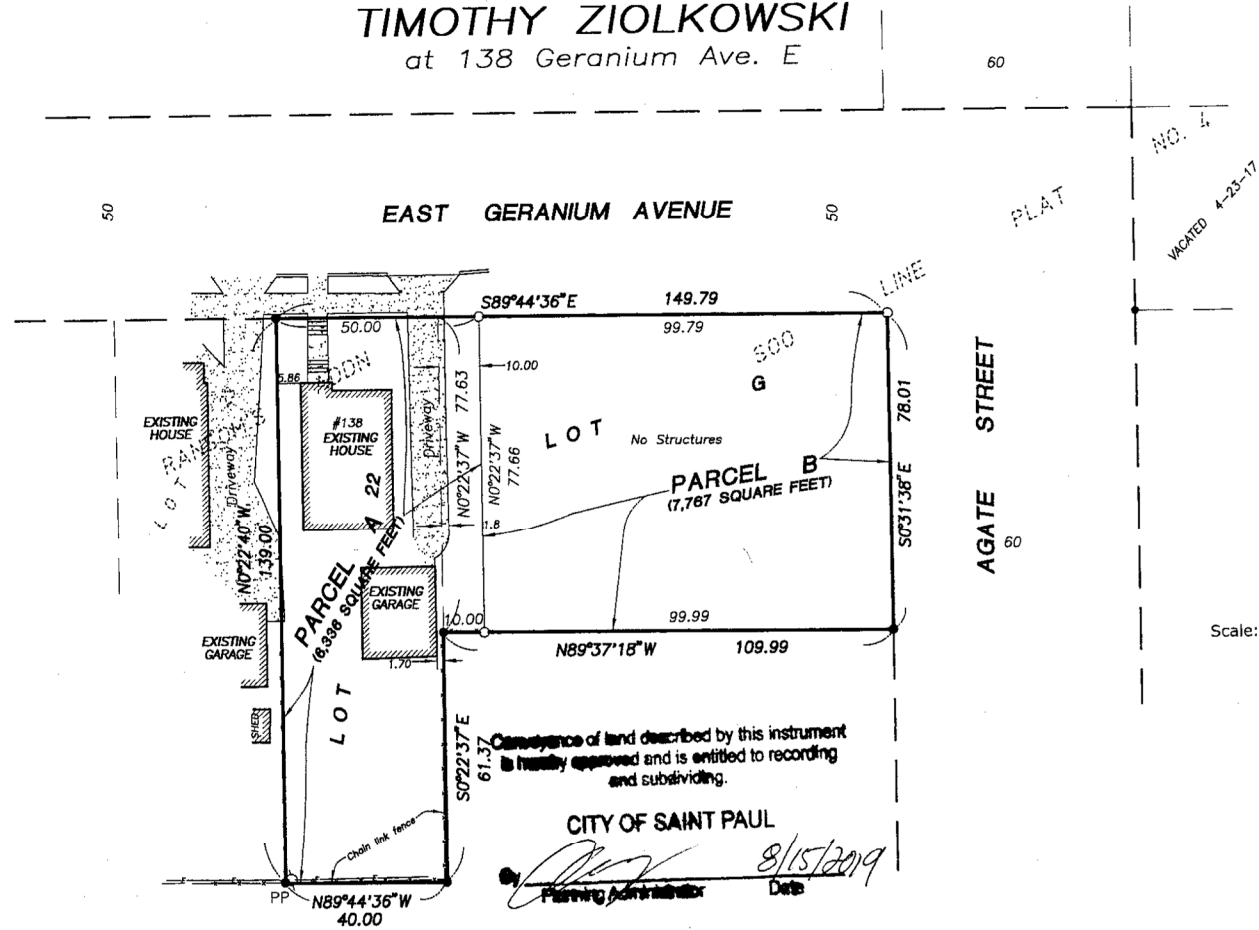 TIMOTHY ZIOLKOWSKI
at 138 Geranium Ave. E
60
NO. 4
VACATED 4-23-17
PLAT
50
EAST GERANIUM AVENUE
50
LINE
S89°44'36"E
149.79
50.00
99.79
SOO
G
5.86
DDN
10.00
EXISTING
HOUSE
#138
EXISTING
HOUSE
Driveway
N0°22'37"W 77.63
N0°22'37"W
77.66
LOT
No Structures
78.01
S0°31'38"E
AGATE STREET
60
LOT
Driveway
22
PARCEL B
(7,767 SQUARE FEET)
1.8
N0°22'40"W
139.00
PARCEL A
(6,336 SQUARE FEET)
EXISTING
GARAGE
EXISTING
GARAGE
10.00
99.99
N89°37'18"W
109.99
Scale:
1.70
LOT
SHED
S0°22'37"E
61.37
Conveyance of land described by this instrument
is hereby approved and is entitled to recording
and subdividing.
CITY OF SAINT PAUL
Chain link fence
By
8/15/2019
Planning Administrator
Date
PP
N89°44'36"W
40.00